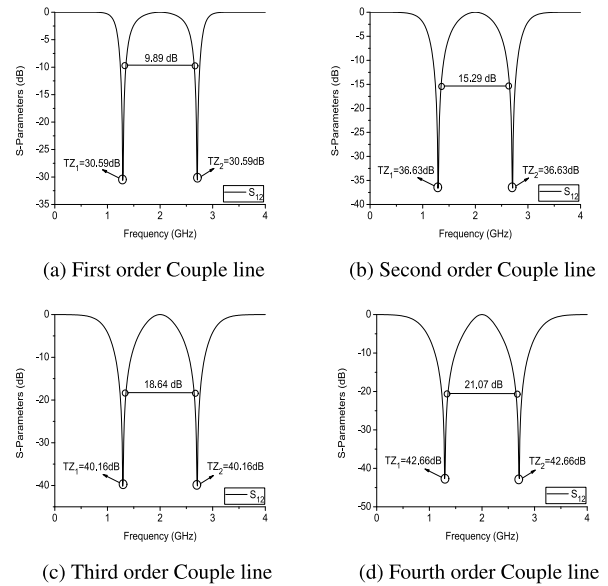 0
-5
-10
-15
-20
-25
-30
-35
S-Parameters (dB)
9.89 dB
TZ1=30.59dB
TZ2=30.59dB
S12
0 1 2 3 4
Frequency (GHz)
(a) First order Couple line
0
-5
-10
-15
-20
-25
-30
-35
-40
S-Parameters (dB)
15.29 dB
TZ1=36.63dB
TZ2=36.63dB
S12
0 1 2 3 4
Frequency (GHz)
(b) Second order Couple line
0
-10
-20
-30
-40
S-Parameters (dB)
18.64 dB
TZ1=40.16dB
TZ2=40.16dB
S12
0 1 2 3 4
Frequency (GHz)
(c) Third order Couple line
0
-10
-20
-30
-40
-50
S-Parameters (dB)
21.07 dB
TZ1=42.66dB
TZ2=42.66dB
S12
0 1 2 3 4
Frequency (GHz)
(d) Fourth order Couple line